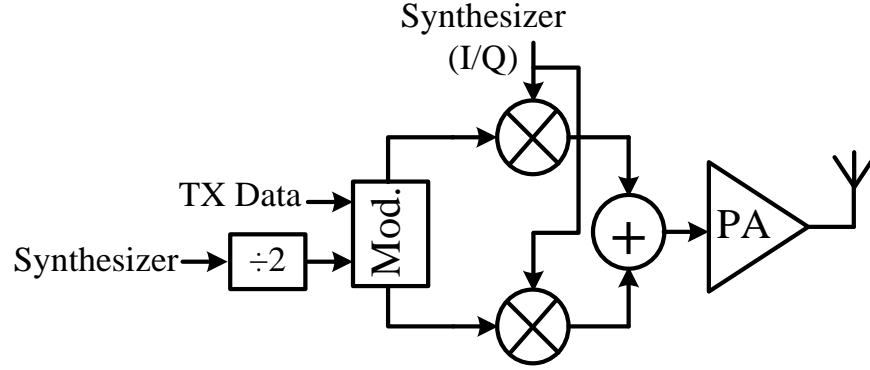 Synthesizer
(I/Q)
TX Data
Mod.
Synthesizer
÷2
+
PA